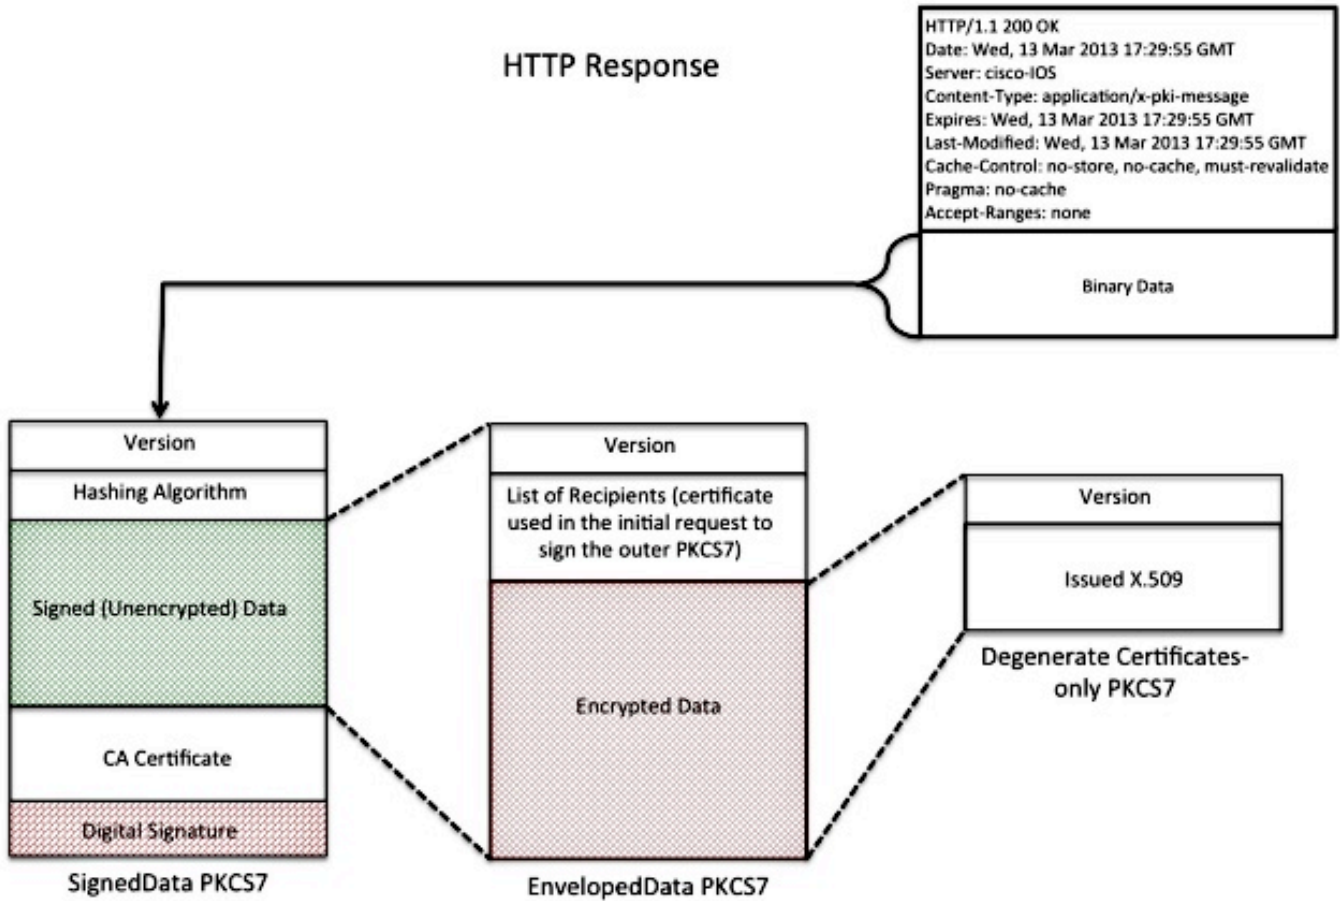 HTTP Response
HTTP/1.1 200 OK
Date: Wed, 13 Mar 2013 17:29:55 GMT
Server: cisco-IOS
Content-Type: application/x-pki-message
Expires: Wed, 13 Mar 2013 17:29:55 GMT
Last-Modified: Wed, 13 Mar 2013 17:29:55 GMT
Cache-Control: no-store, no-cache, must-revalidate
Pragma: no-cache
Accept-Ranges: none
Binary Data
Version
Hashing Algorithm
Signed (Unencrypted) Data
CA Certificate
Digital Signature
SignedData PKCS7
Version
List of Recipients (certificate
used in the initial request to
sign the outer PKCS7)
Encrypted Data
EnvelopedData PKCS7
Version
Issued X.509
Degenerate Certificates-
only PKCS7